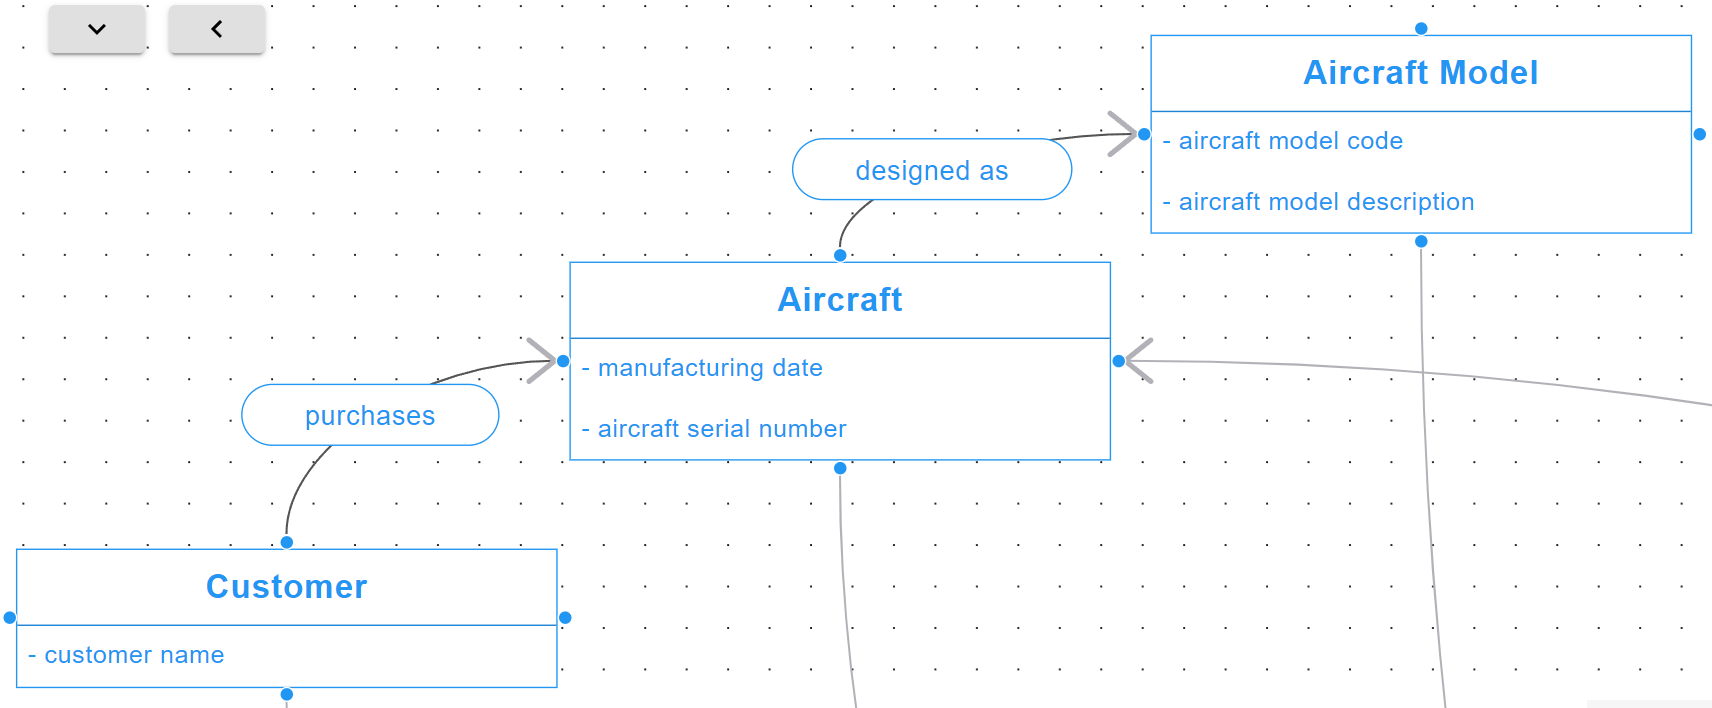 Aircraft Model
- aircraft model code
- aircraft model description
designed as
Aircraft
- manufacturing date
- aircraft serial number
purchases
Customer
- customer name